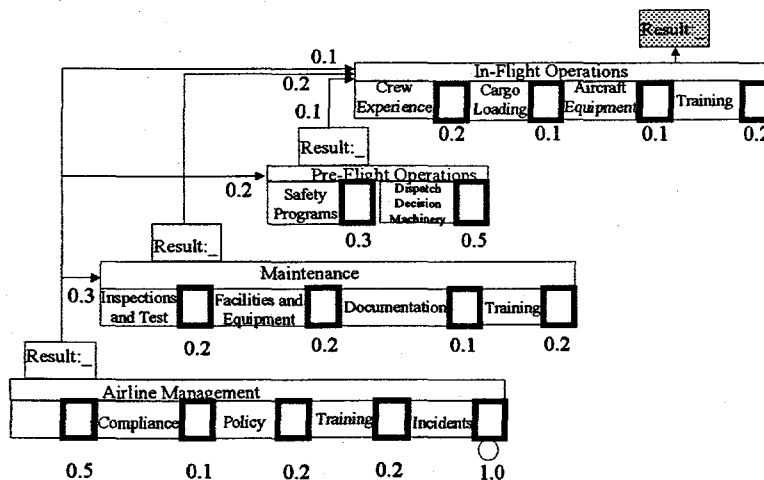 Result:_
0.1
In-Flight Operations
0.2
Crew Experience
Cargo Loading
Aircraft Equipment
Training
0.1
0.2
0.1
0.1
0.2
Result:_
Pre-Flight Operations
0.2
Safety Programs
Dispatch Decision Machinery
0.3
0.5
Result:_
Maintenance
0.3
Inspections and Test
Facilities and Equipment
Documentation
Training
0.2
0.2
0.1
0.2
Result:_
Airline Management
Compliance
Policy
Training
Incidents
0.5
0.1
0.2
0.2
1.0